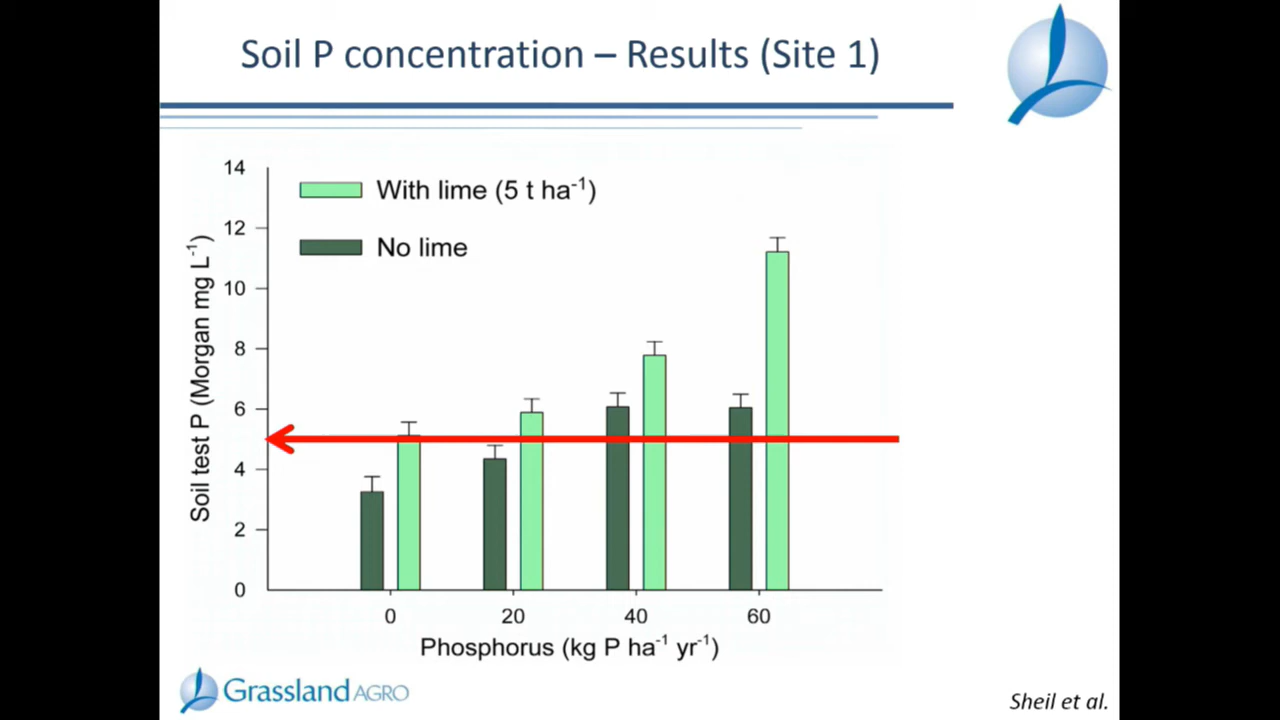 Soil P concentration – Results (Site 1)
With lime (5 t ha⁻¹)
No lime
Soil test P (Morgan mg L⁻¹)
14
12
10
8
6
4
2
0
0 20 40 60
Phosphorus (kg P ha⁻¹ yr⁻¹)
Grassland AGRO
Sheil et al.